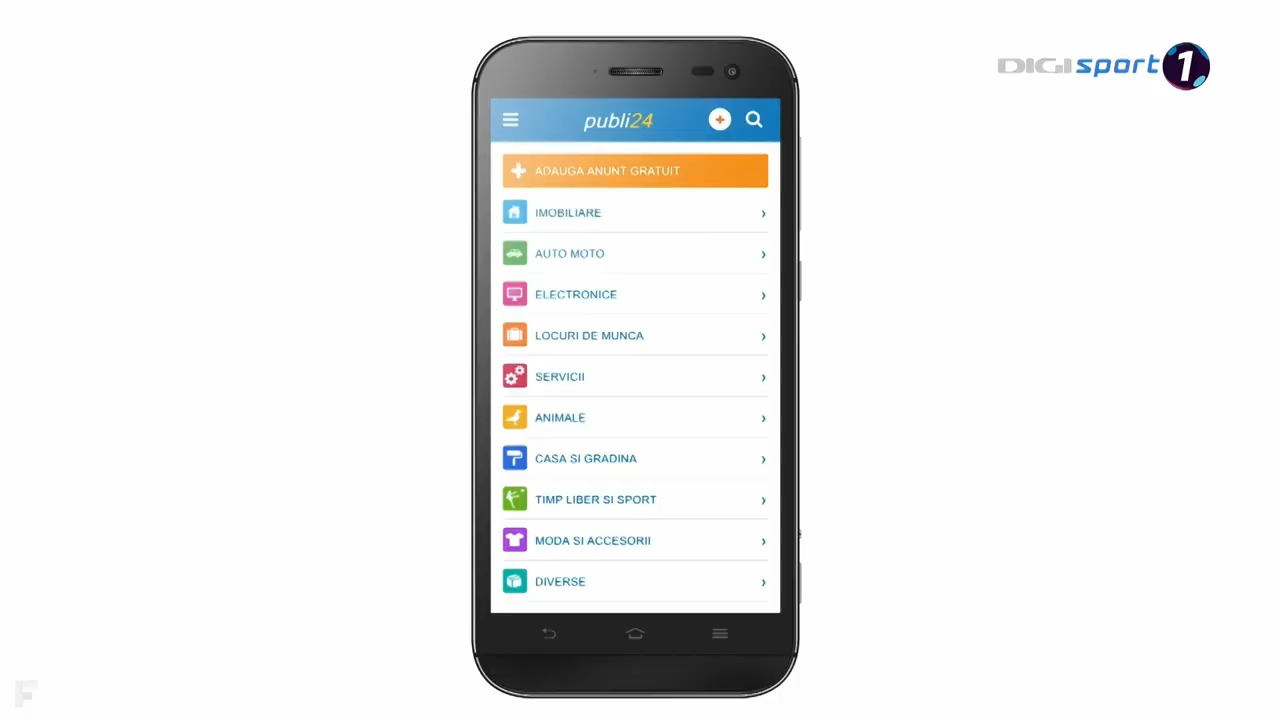 DIGI sport 1
publi24
ADAUGA ANUNT GRATUIT
IMOBILIARE
AUTO MOTO
ELECTRONICE
LOCURI DE MUNCA
SERVICII
ANIMALE
CASA SI GRADINA
TIMP LIBER SI SPORT
MODA SI ACCESORII
DIVERSE
F